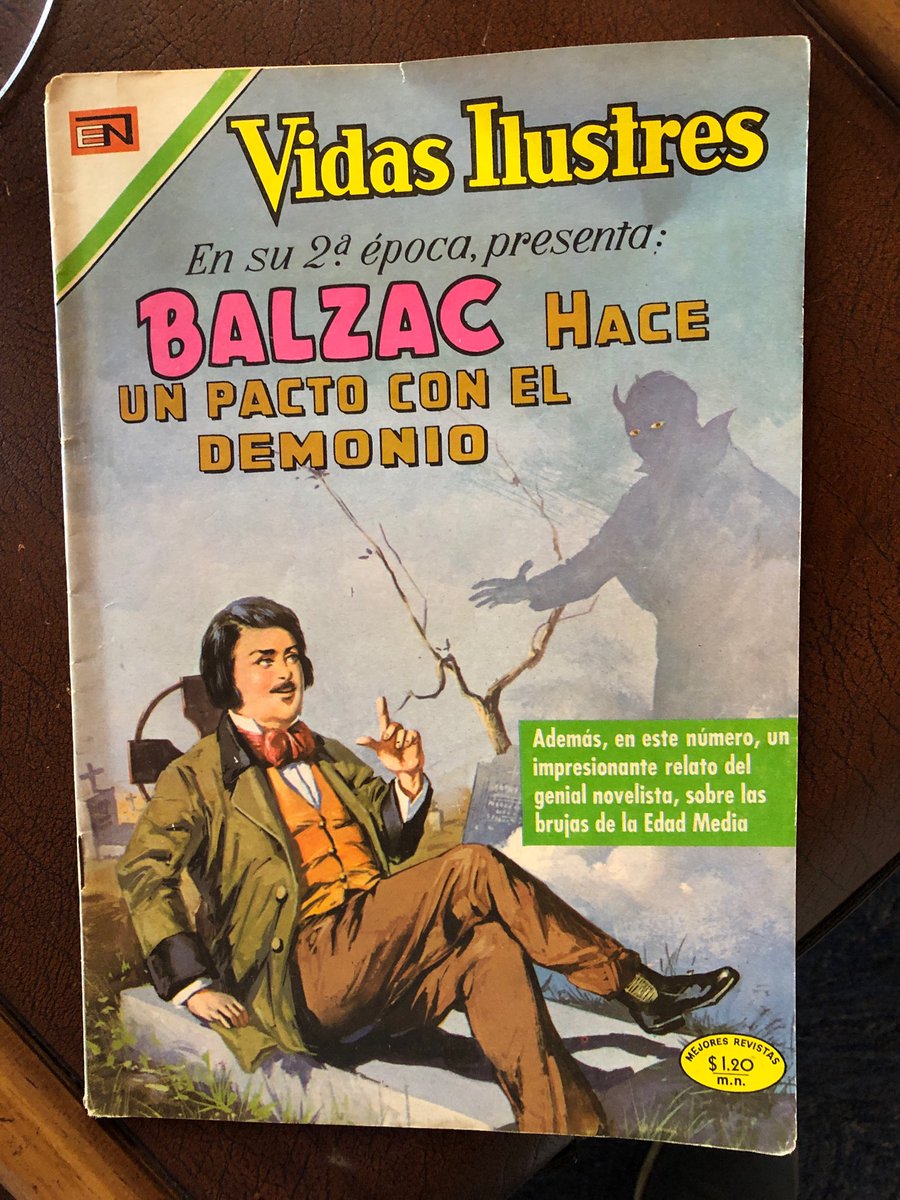 EN
Vidas Ilustres
En su 2ª época, presenta:
BALZAC HACE
UN PACTO CON EL
DEMONIO
Además, en este número, un
impresionante relato del
genial novelista, sobre las
brujas de la Edad Media
MEJORES REVISTAS
$1.20
m.n.